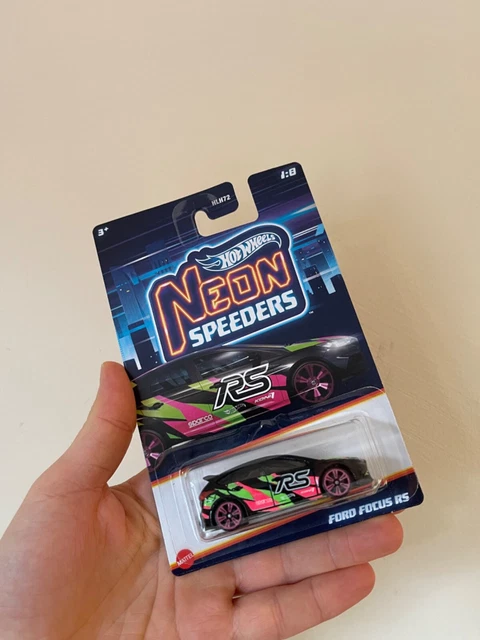 3+
HLH72
1:8
HOT WHEELS
NEON
SPEEDERS
RS
sparco
RS
FORD FOCUS RS
MATTEL